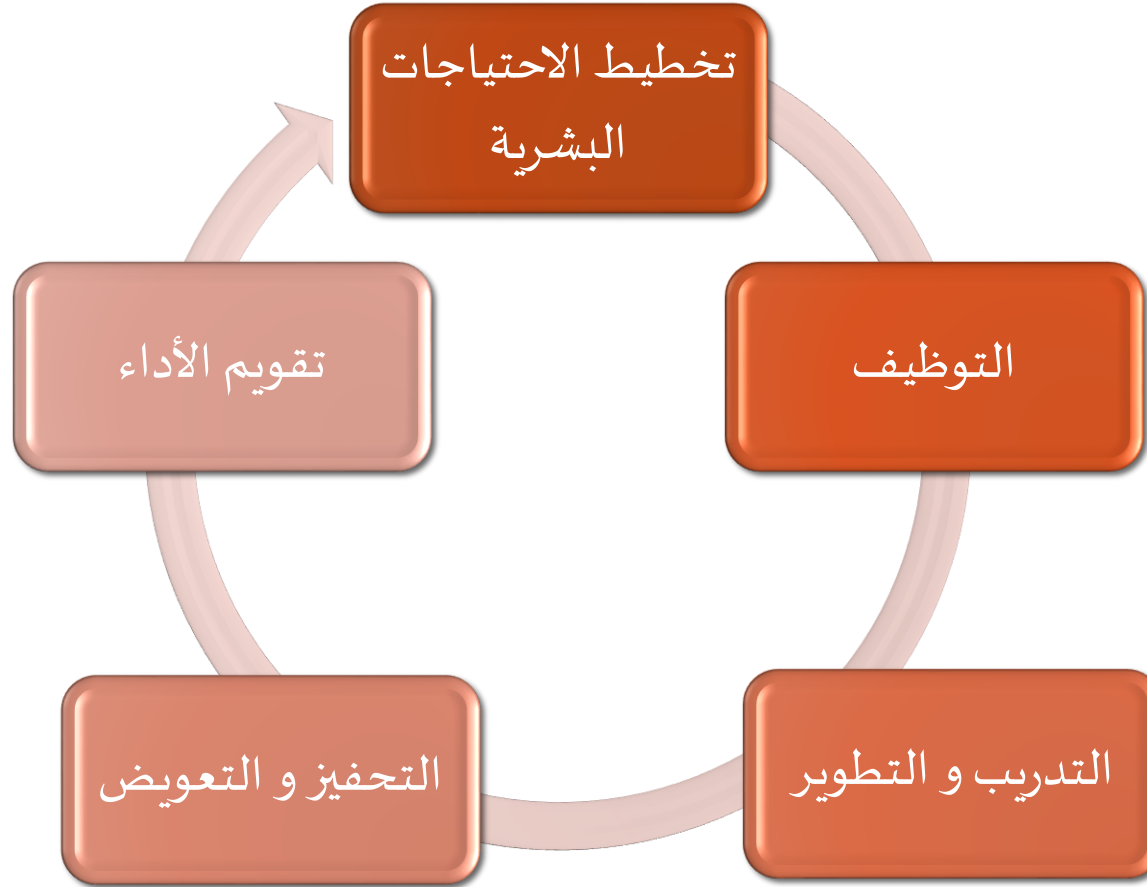 تخطيط الاحتياجات
البشرية
التوظيف
التدريب و التطوير
التحفيز و التعويض
تقويم الأداء